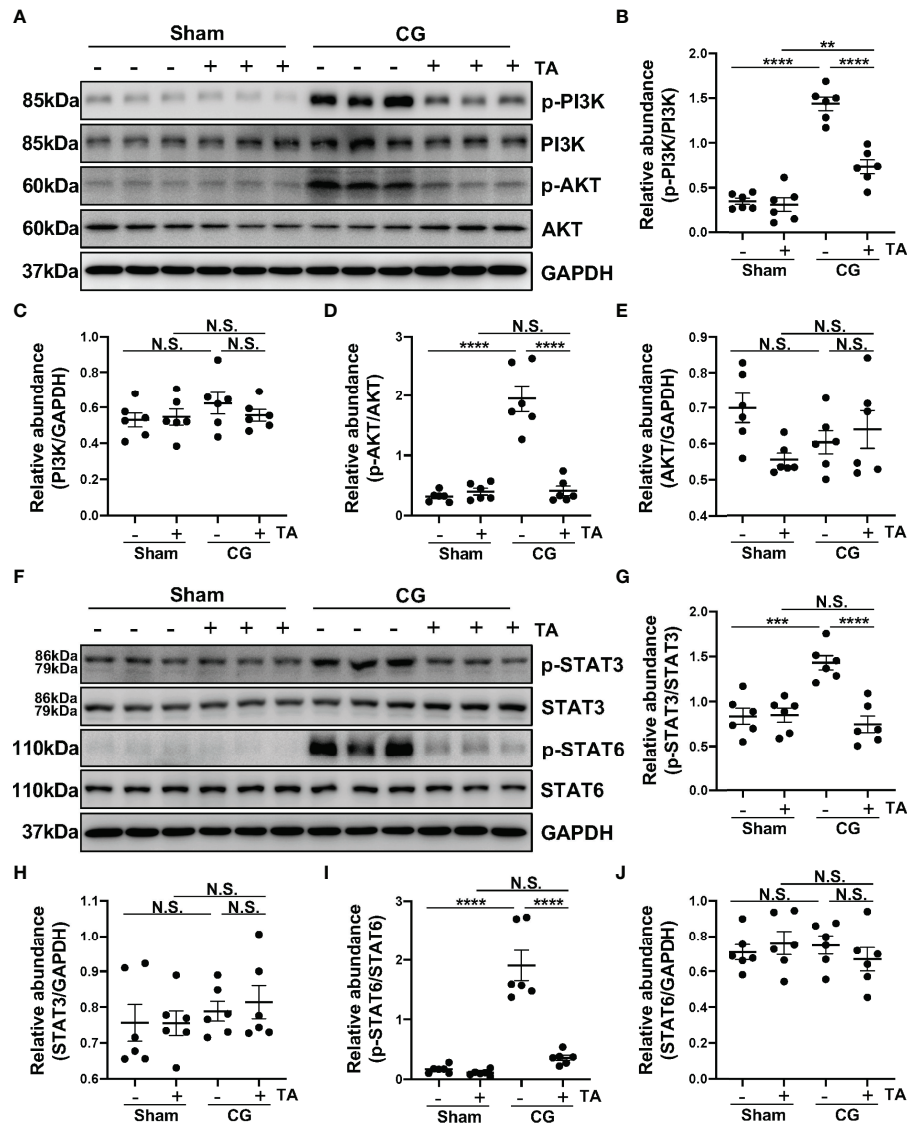 A
Sham CG
- - - + + + - - - + + + TA
85kDa p-PI3K
85kDa PI3K
60kDa p-AKT
60kDa AKT
37kDa GAPDH
B
Relative abundance
(p-PI3K/PI3K)
2.0
1.5
1.0
0.5
0.0
**
**** ****
- + - + TA
Sham CG
C
Relative abundance
(PI3K/GAPDH)
1.0
0.8
0.6
0.4
0.2
0.0
N.S.
N.S. N.S.
- + - + TA
Sham CG
D
Relative abundance
(p-AKT/AKT)
3
2
1
0
N.S.
**** ****
- + - + TA
Sham CG
E
Relative abundance
(AKT/GAPDH)
0.9
0.8
0.7
0.6
0.5
0.4
N.S.
N.S. N.S.
- + - + TA
Sham CG
F
Sham CG
- - - + + + - - - + + + TA
86kDa
79kDa p-STAT3
86kDa
79kDa STAT3
110kDa p-STAT6
110kDa STAT6
37kDa GAPDH
G
Relative abundance
(p-STAT3/STAT3)
2.0
1.5
1.0
0.5
0.0
N.S.
*** ****
- + - + TA
Sham CG
H
Relative abundance
(STAT3/GAPDH)
1.1
1.0
0.9
0.8
0.7
0.6
N.S.
N.S. N.S.
- + - + TA
Sham CG
I
Relative abundance
(p-STAT6/STAT6)
3
2
1
0
N.S.
**** ****
- + - + TA
Sham CG
J
Relative abundance
(STAT6/GAPDH)
1.0
0.8
0.6
0.4
0.2
0.0
N.S.
N.S. N.S.
- + - + TA
Sham CG